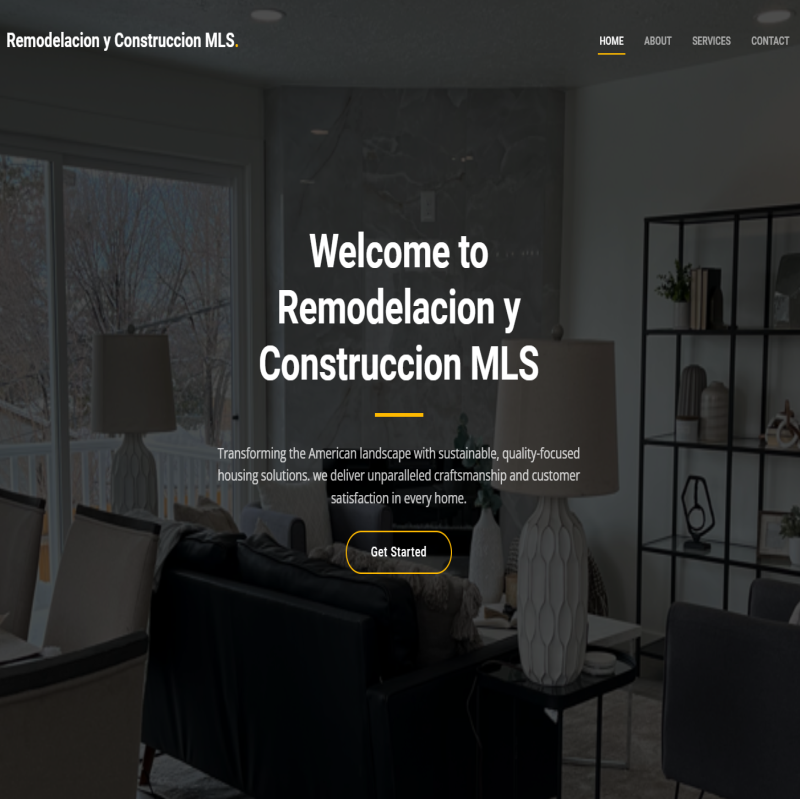 Remodelacion y Construccion MLS.
HOME ABOUT SERVICES CONTACT
Welcome to
Remodelacion y
Construccion MLS
Transforming the American landscape with sustainable, quality-focused
housing solutions. we deliver unparalleled craftsmanship and customer
satisfaction in every home.
Get Started